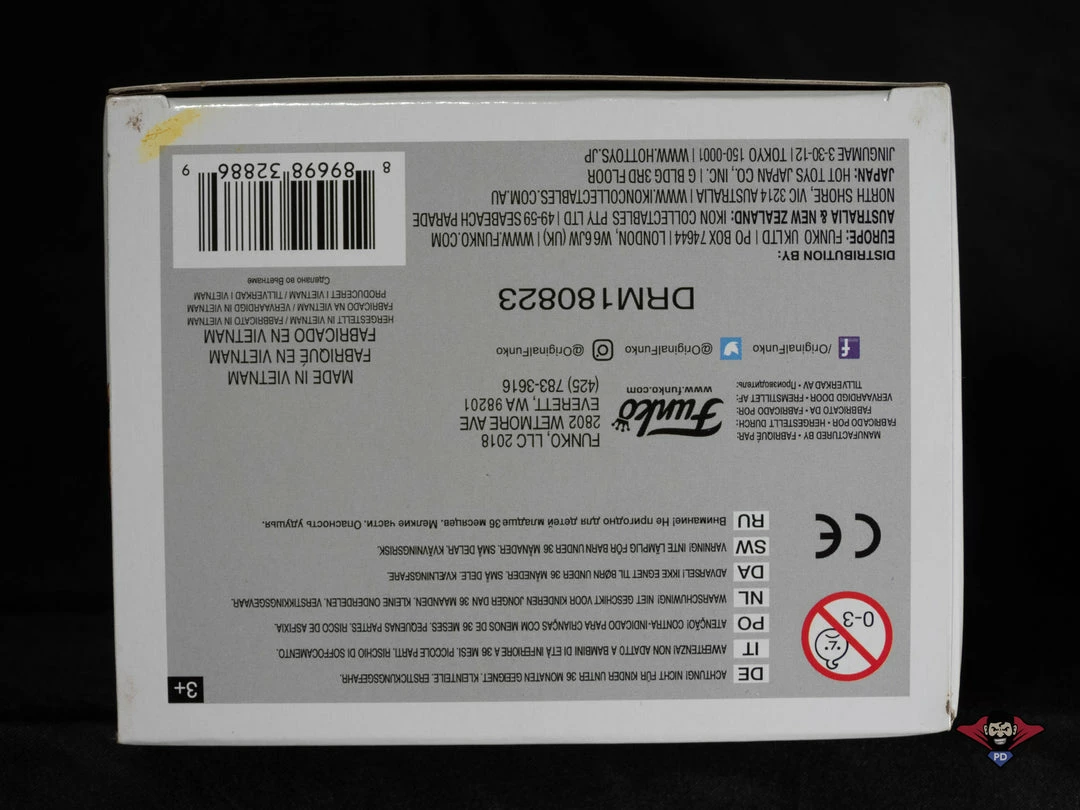 3+
DE ACHTUNG! NICHT FÜR KINDER UNTER 36 MONATEN GEEIGNET. KLEINTEILE. ERSTICKUNGSGEFAHR.
IT AVVERTENZA! NON ADATTO A BAMBINI DI ETÀ INFERIORE A 36 MESI. PICCOLE PARTI. RISCHIO DI SOFFOCAMENTO.
PO ATENÇÃO! CONTRA-INDICADO PARA CRIANÇAS COM MENOS DE 36 MESES. PEQUENAS PARTES. RISCO DE ASFIXIA
NL WAARSCHUWING! NIET GESCHIKT VOOR KINDEREN JONGER DAN 36 MAANDEN. KLEINE ONDERDELEN. VERSTIKKINGSGEVAAR.
DA ADVARSEL! IKKE EGNET TIL BØRN UNDER 36 MÅNEDER. SMÅ DELE. KVÆLNINGSFARE.
SW VARNING! INTE LÄMPLIG FÖR BARN UNDER 36 MÅNADER. SMÅ DELAR. KVÄVNINGSRISK.
RU Внимание! Не пригодно для детей младше 36 месяцев. Мелкие части. Опасность удушья.
0-3
CE
MANUFACTURED BY • FABRIQUÉ PAR:
FABRICADO POR • HERGESTELLT DURCH:
FABBRICATO DA • FABRICADO POR:
VERVAARDIGD DOOR • FREMSTILLET AF:
TILLVERKAD AV • Производитель:
Funko
www.funko.com
FUNKO, LLC 2018
2802 WETMORE AVE
EVERETT, WA 98201
(425) 783-3616
/OriginalFunko @OriginalFunko @OriginalFunko
DRM180823
MADE IN VIETNAM
FABRIQUÉ EN VIETNAM
FABRICADO EN VIETNAM
HERGESTELLT IN VIETNAM / FABBRICATO IN VIETNAM
FABRICADO NA VIETNAM / VERVAARDIGD IN VIETNAM
PRODUCERET I VIETNAM / TILLVERKAD I VIETNAM
Сделано во Вьетнаме
DISTRIBUTION BY:
EUROPE: FUNKO UK LTD | PO BOX 74644 | LONDON, W6 6JW (UK) | WWW.FUNKO.COM
AUSTRALIA & NEW ZEALAND: IKON COLLECTABLES PTY LTD | 49-59 SEABEACH PARADE
NORTH SHORE, VIC 3214 AUSTRALIA | WWW.IKONCOLLECTABLES.COM.AU
JAPAN: HOT TOYS JAPAN CO., INC. | G BLDG 3RD FLOOR
JINGUMAE 3-30-12 | TOKYO 150-0001 | WWW.HOTTOYS.JP
8 89698 32886 9
PD